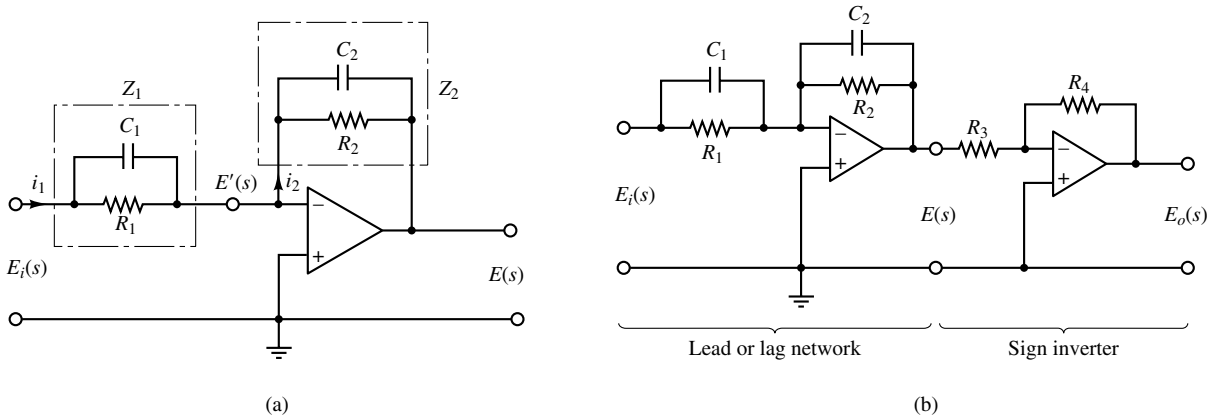 Z₁
C₁
R₁
i₁
E′(s)
i₂
C₂
R₂
Z₂
−
+
Eᵢ(s)
E(s)
(a)
C₁
R₁
C₂
R₂
−
+
R₃
R₄
−
+
Eᵢ(s)
E(s)
Eₒ(s)
Lead or lag network
Sign inverter
(b)